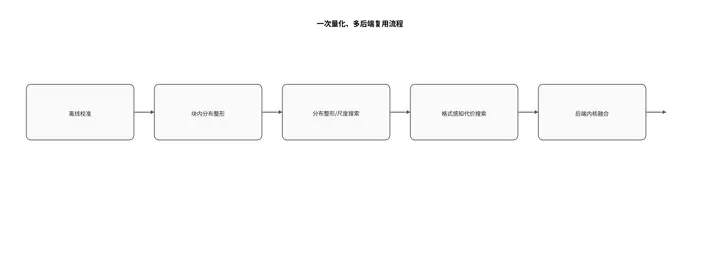 一次量化、多后端复用流程
离线校准
块内分布整形
分布整形/尺度搜索
格式感知代价搜索
后端内核融合